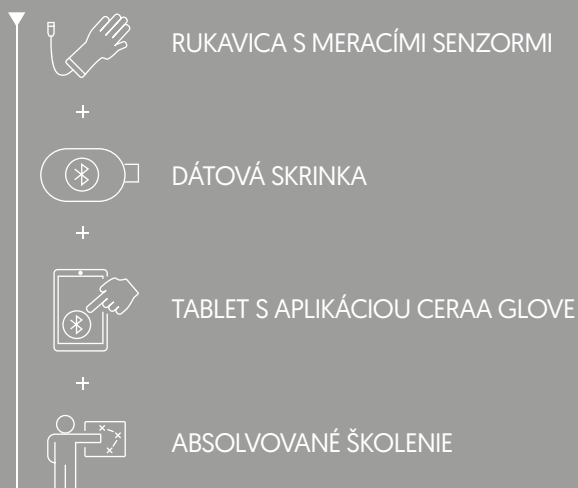 RUKAVICA S MERACÍMI SENZORMI
+
DÁTOVÁ SKRINKA
+
TABLET S APLIKÁCIOU CERAA GLOVE
+
ABSOLVOVANÉ ŠKOLENIE